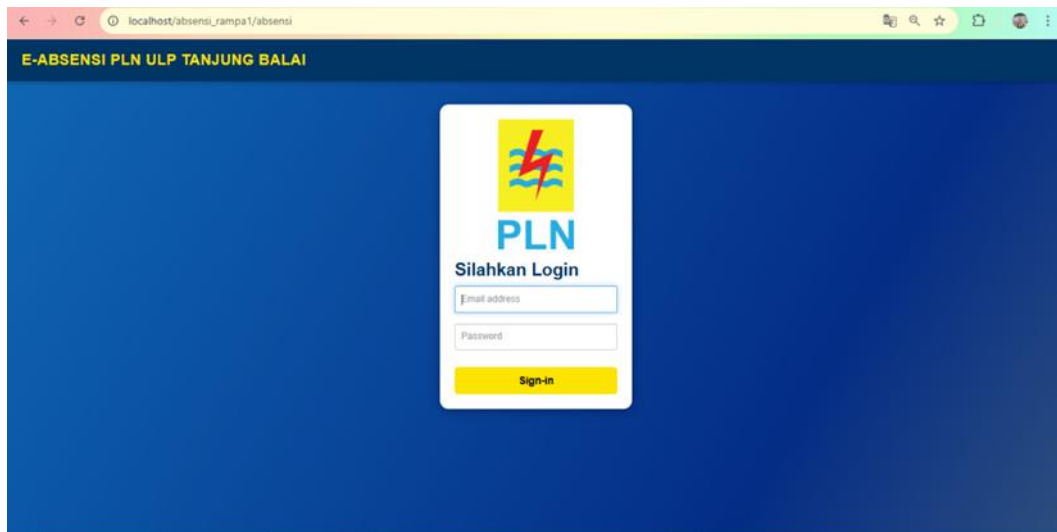 localhost/absensi_rampa1/absensi
E-ABSENSI PLN ULP TANJUNG BALAI
PLN
Silahkan Login
Email address
Password
Sign-in